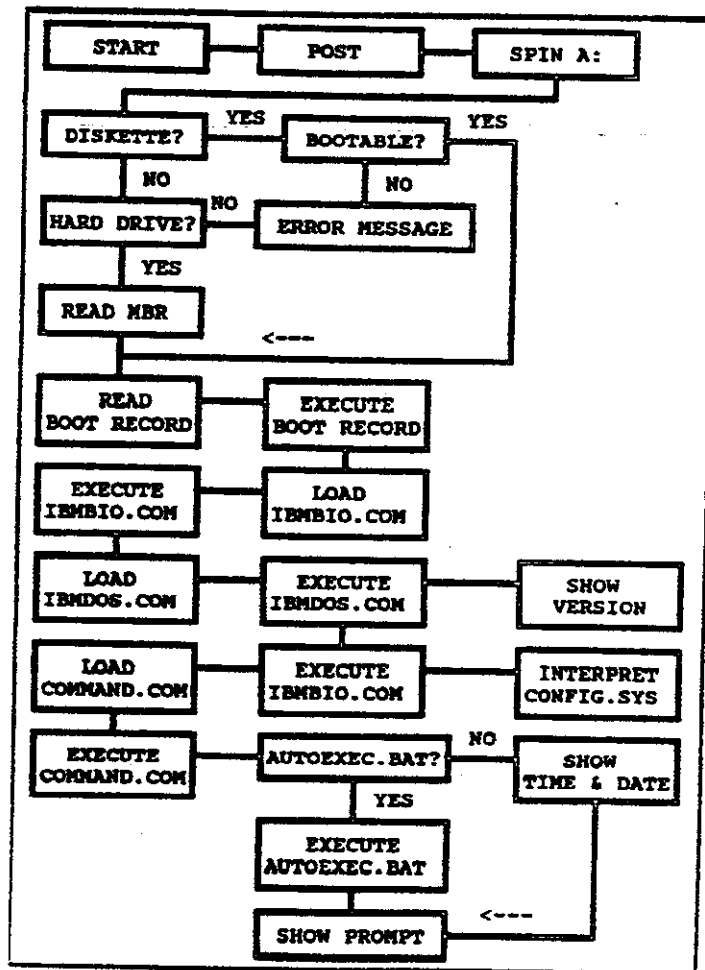 START
POST
SPIN A:
DISKETTE?
YES
BOOTABLE?
YES
NO
NO
HARD DRIVE?
NO
ERROR MESSAGE
YES
READ MBR
<---
READ
BOOT RECORD
EXECUTE
BOOT RECORD
EXECUTE
IBMBIO.COM
LOAD
IBMBIO.COM
LOAD
IBMDOS.COM
EXECUTE
IBMDOS.COM
SHOW
VERSION
LOAD
COMMAND.COM
EXECUTE
IBMBIO.COM
INTERPRET
CONFIG.SYS
EXECUTE
COMMAND.COM
AUTOEXEC.BAT?
NO
SHOW
TIME & DATE
YES
EXECUTE
AUTOEXEC.BAT
<---
SHOW PROMPT